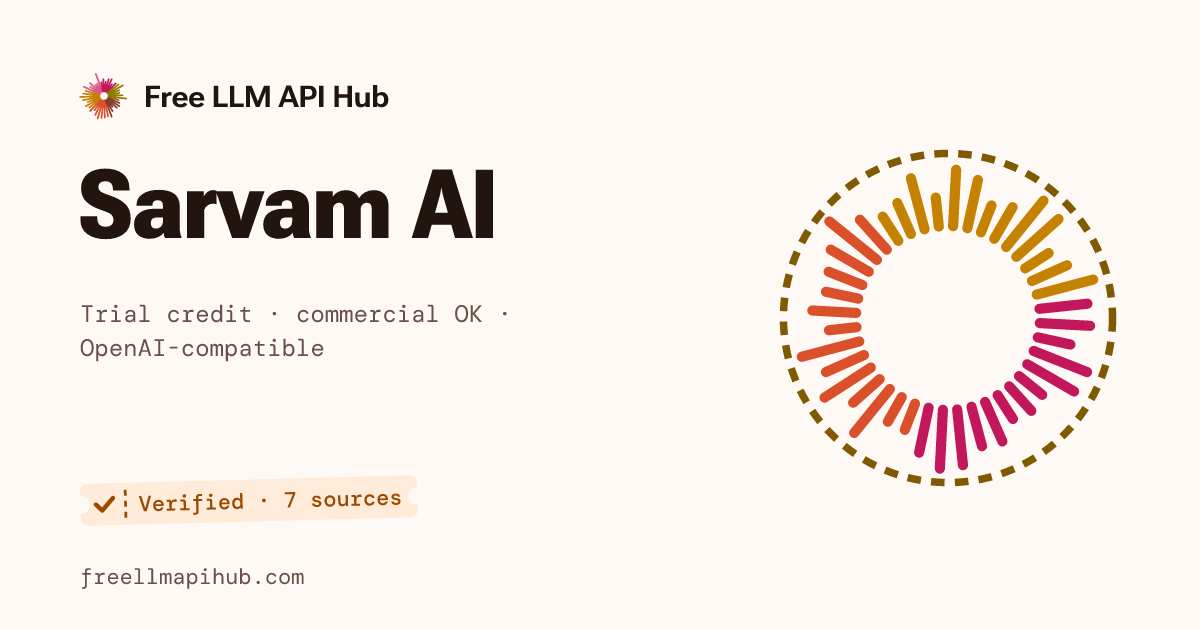 Free LLM API Hub
Sarvam AI
Trial credit · commercial OK ·
OpenAI-compatible
Verified · 7 sources
freellmapihub.com